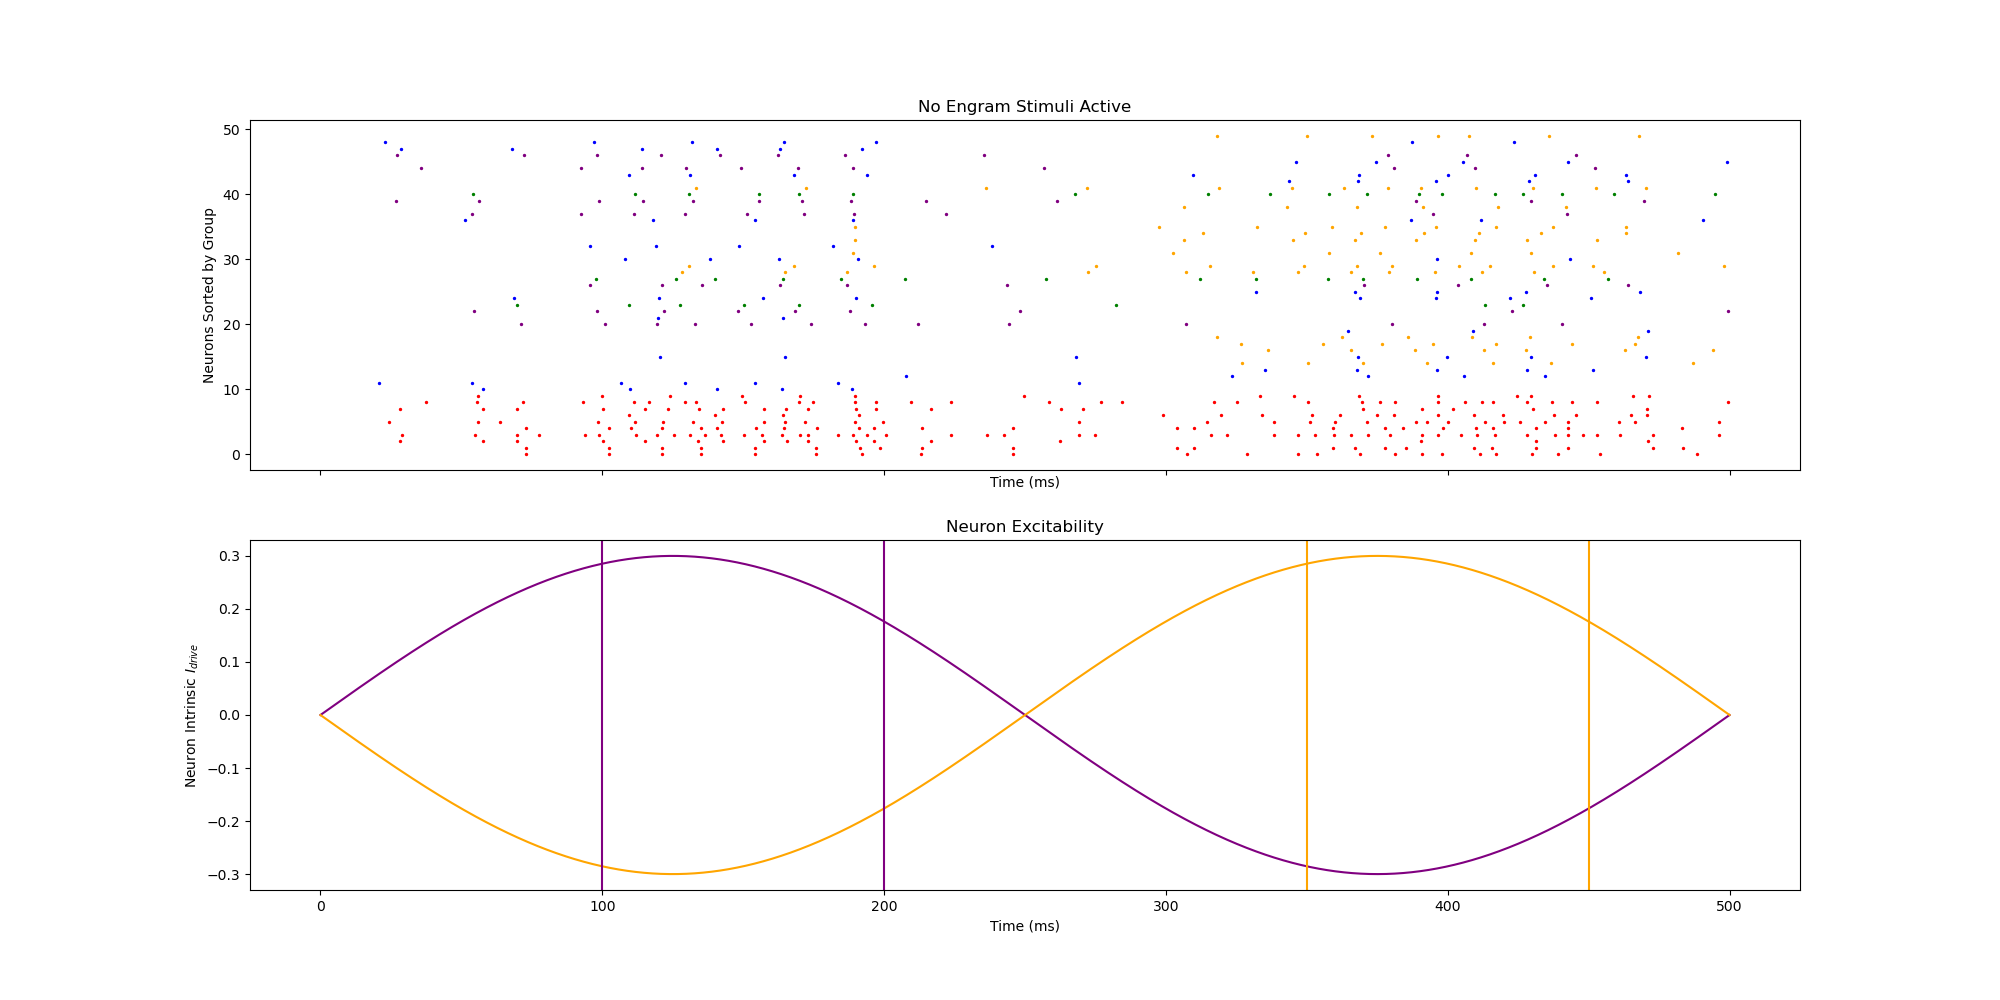 No Engram Stimuli Active
50
40
30
20
10
0
Neurons Sorted by Group
Time (ms)
Neuron Excitability
0.3
0.2
0.1
0.0
−0.1
−0.2
−0.3
Neuron Intrinsic I_drive
0 100 200 300 400 500
Time (ms)